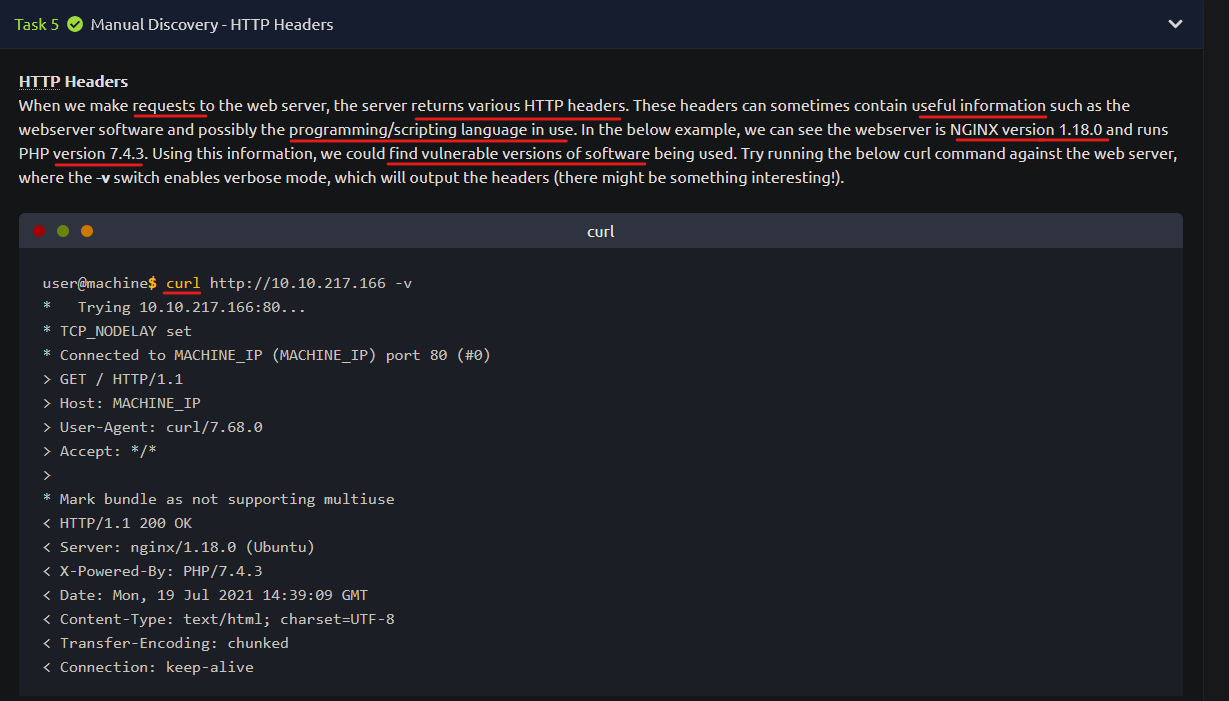 Task 5 Manual Discovery - HTTP Headers
HTTP Headers
When we make requests to the web server, the server returns various HTTP headers. These headers can sometimes contain useful information such as the
webserver software and possibly the programming/scripting language in use. In the below example, we can see the webserver is NGINX version 1.18.0 and runs
PHP version 7.4.3. Using this information, we could find vulnerable versions of software being used. Try running the below curl command against the web server,
where the -v switch enables verbose mode, which will output the headers (there might be something interesting!).
curl
user@machine$ curl http://10.10.217.166 -v
*   Trying 10.10.217.166:80...
* TCP_NODELAY set
* Connected to MACHINE_IP (MACHINE_IP) port 80 (#0)
> GET / HTTP/1.1
> Host: MACHINE_IP
> User-Agent: curl/7.68.0
> Accept: */*
>
* Mark bundle as not supporting multiuse
< HTTP/1.1 200 OK
< Server: nginx/1.18.0 (Ubuntu)
< X-Powered-By: PHP/7.4.3
< Date: Mon, 19 Jul 2021 14:39:09 GMT
< Content-Type: text/html; charset=UTF-8
< Transfer-Encoding: chunked
< Connection: keep-alive